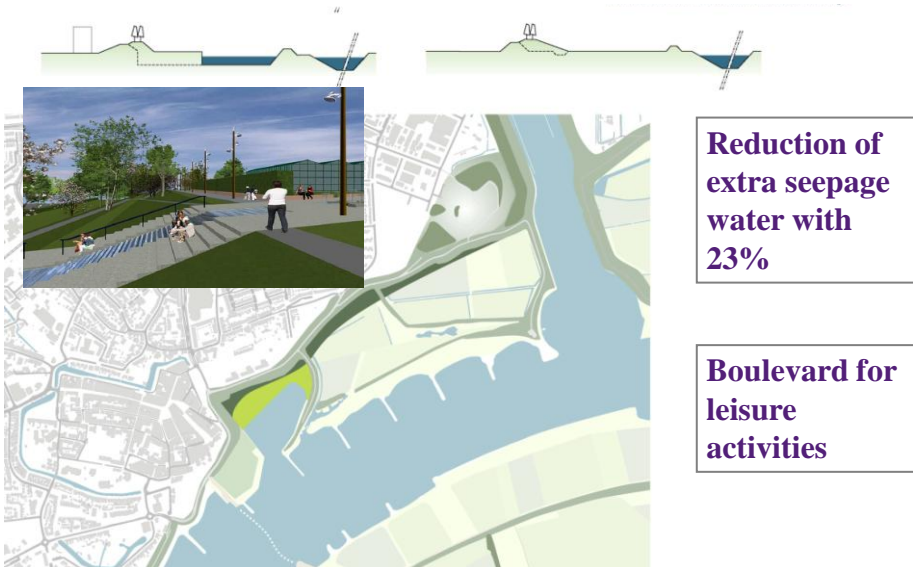 Reduction of
extra seepage
water with
23%
Boulevard for
leisure
activities